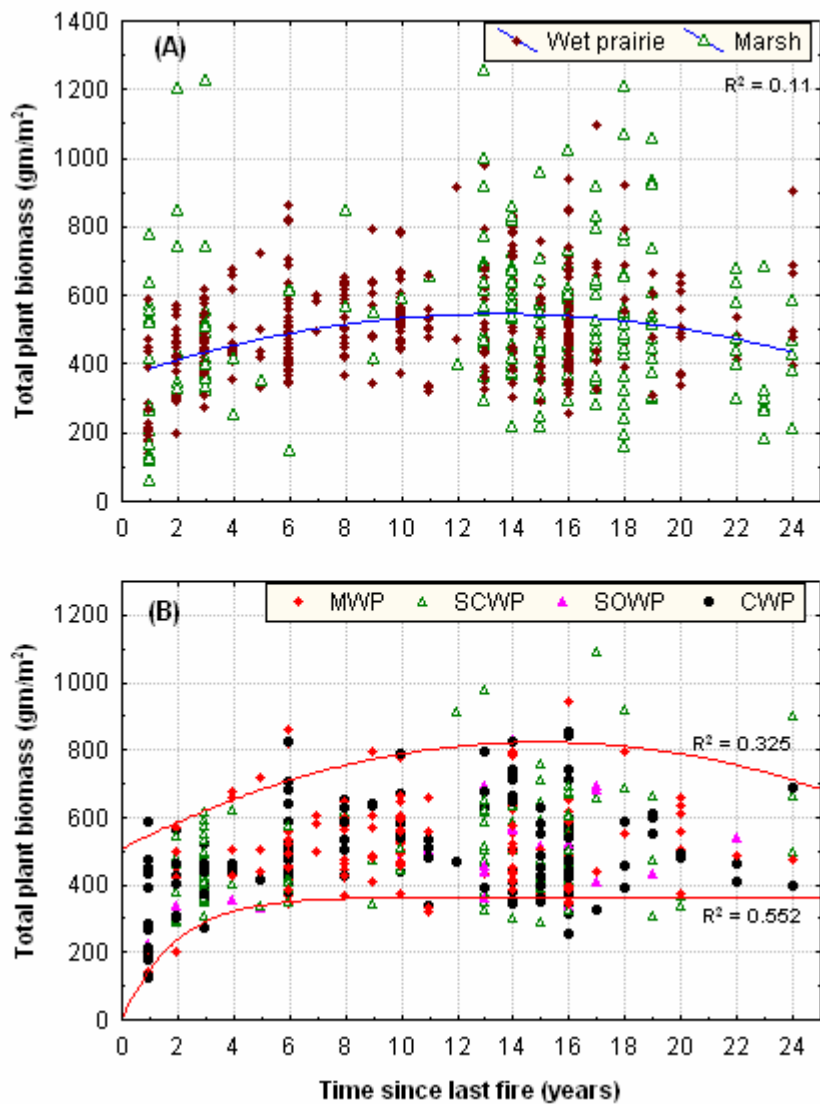 (A)
Wet prairie Marsh
R² = 0.11
Total plant biomass (gm/m²)
1400
1200
1000
800
600
400
200
0
0 2 4 6 8 10 12 14 16 18 20 22 24
(B)
MWP SCWP SOWP CWP
Total plant biomass (gm/m²)
1200
1000
800
600
400
200
0
R² = 0.325
R² = 0.552
0 2 4 6 8 10 12 14 16 18 20 22 24
Time since last fire (years)